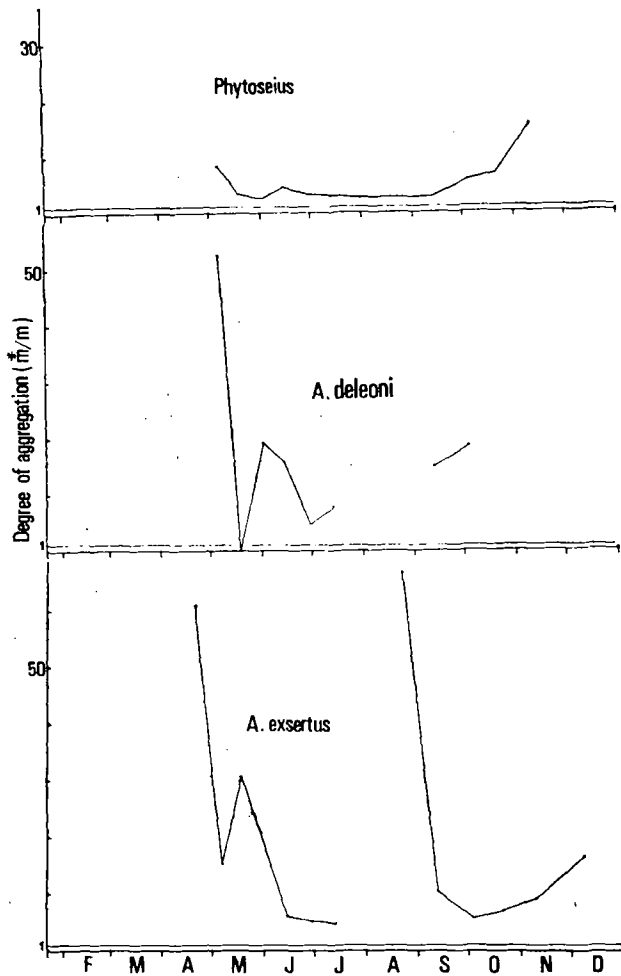 30
Phytoseius
1
50
A. deleoni
Degree of aggregation (m̽/m)
1
50
A. exsertus
1
F M A M J J A S O N D